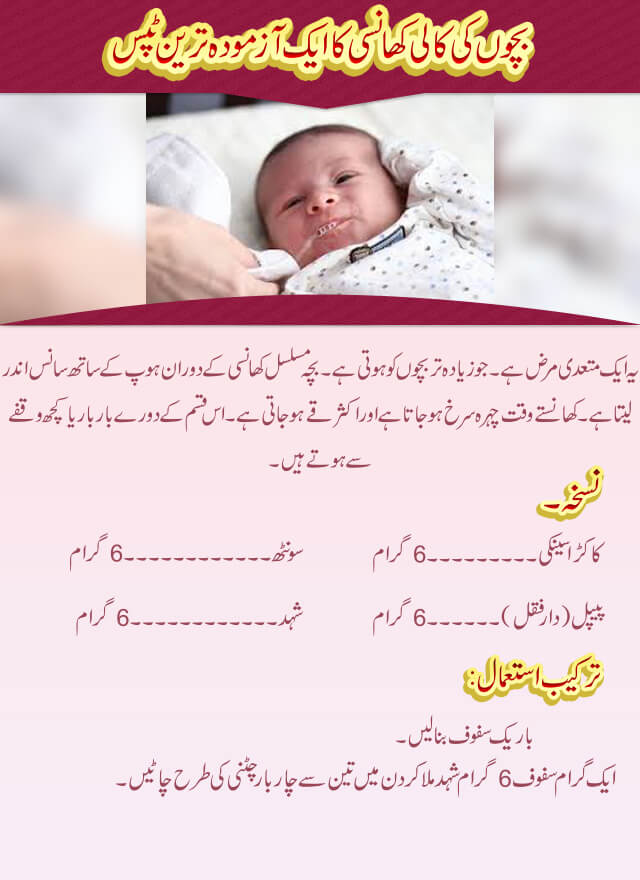 بچوں کی کالی کھانسی کا ایک آزمودہ ترین ٹپس
یہ ایک متعدی مرض ہے۔ جو زیادہ تر بچوں کو ہوتی ہے۔ بچہ مسلسل کھانسی کے دوران ہوپ کے ساتھ سانس اندر
لیتا ہے۔ کھانستے وقت چہرہ سرخ ہو جاتا ہے اور اکثر قے ہو جاتی ہے۔ اس قسم کے دورے بار بار یا کچھ وقفے
سے ہوتے ہیں۔
نسخہ۔
کاکڑا سینکی۔۔۔۔۔۔۔۔۔6 گرام سونٹھ۔۔۔۔۔۔۔۔۔۔۔۔6 گرام
پیپل (دار فقل)۔۔۔۔۔۔6 گرام شہد۔۔۔۔۔۔۔۔۔۔۔۔6 گرام
ترکیب استعمال:
باریک سفوف بنالیں۔
ایک گرام سفوف 6 گرام شہد ملا کر دن میں تین سے چار بار چٹنی کی طرح چاٹیں۔